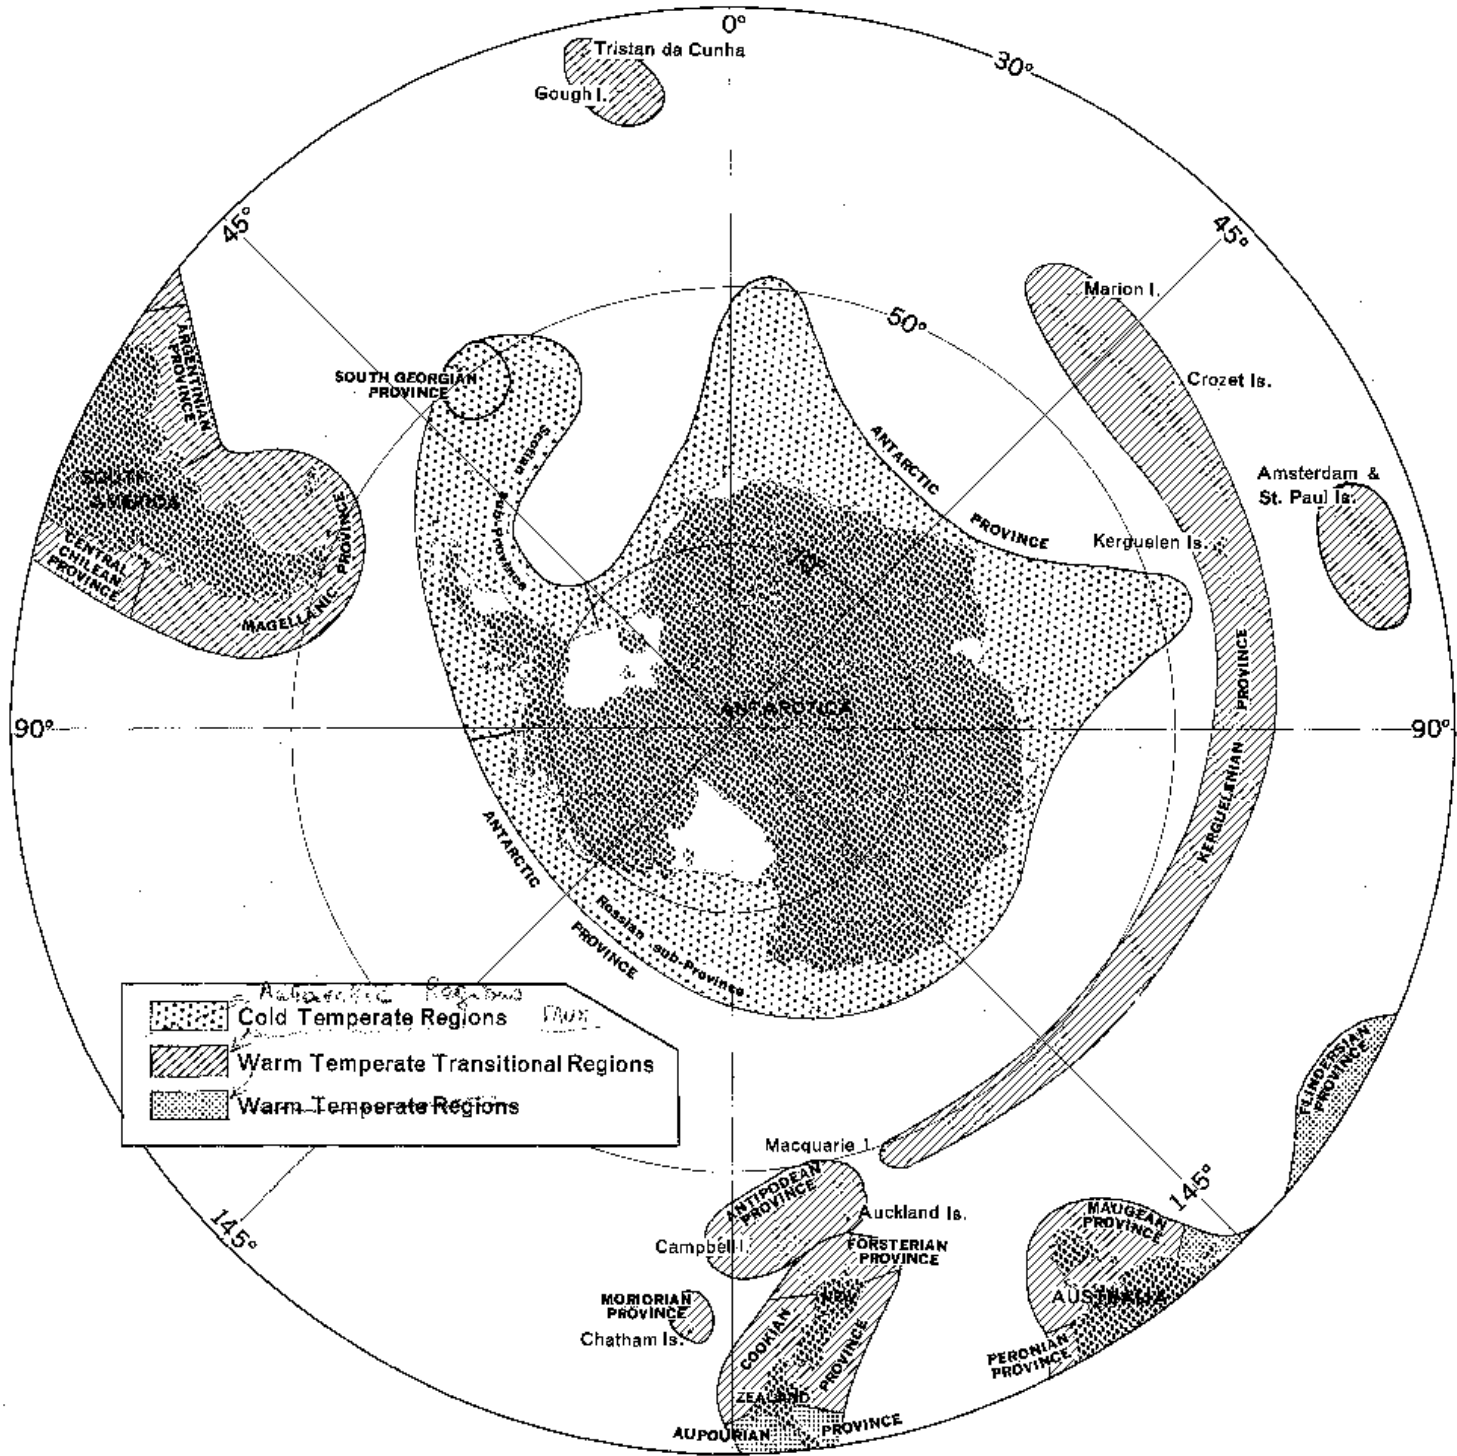 0°
Tristan da Cunha
30°
Gough I.
45°
45°
Marion I.
50°
ARGENTINIAN
PROVINCE
SOUTH GEORGIAN
PROVINCE
Crozet Is.
Scotian
sub-Province
ANTARCTIC
PROVINCE
SOUTH
AMERICA
Amsterdam &
St. Paul Is.
CENTRAL
CHILEAN
PROVINCE
MAGELLANIC
PROVINCE
Kerguelen Is.
70°
ANTARCTICA
90°
90°
KERGUELENIAN
PROVINCE
ANTARCTIC
PROVINCE
Rossian sub-Province
Regions
Cold Temperate Regions
Warm Temperate Transitional Regions
Warm Temperate Regions
FLINDERSIAN
PROVINCE
Macquarie I.
ANTIPODEAN
PROVINCE
145°
145°
Auckland Is.
MAUGEAN
PROVINCE
Campbell I.
FORSTERIAN
PROVINCE
MORIORIAN
PROVINCE
NEW
AUSTRALIA
Chatham Is.
COOKIAN
PROVINCE
PERONIAN
PROVINCE
ZEALAND
AUPOURIAN
PROVINCE